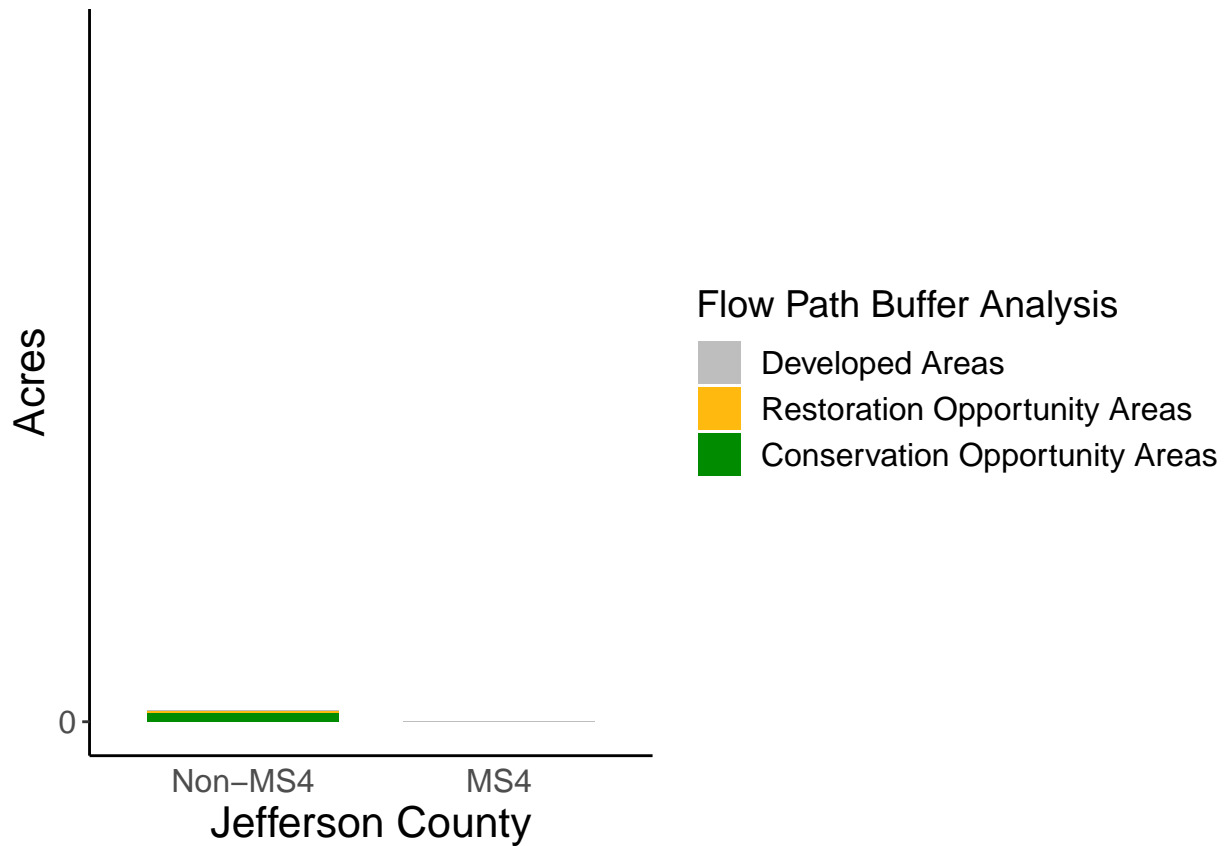 Acres
0
Non−MS4
MS4
Jefferson County
Flow Path Buffer Analysis
Developed Areas
Restoration Opportunity Areas
Conservation Opportunity Areas